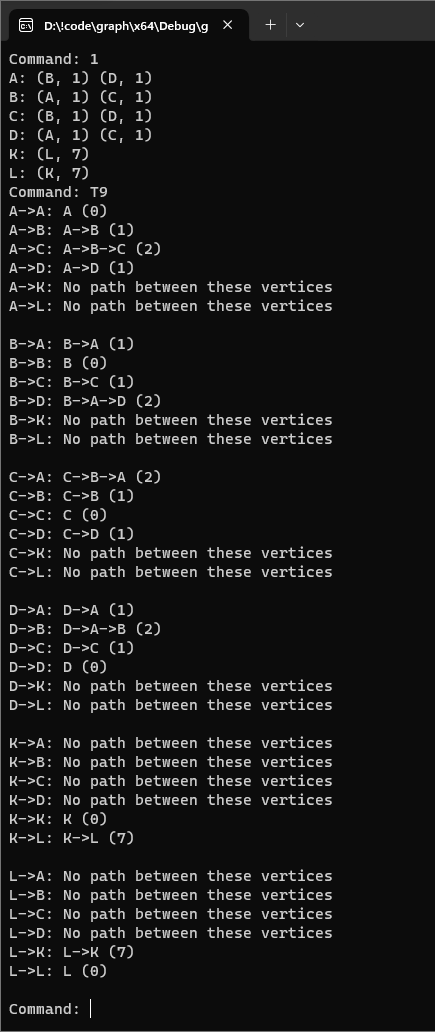 D:\!code\graph\x64\Debug\g
Command: 1
A: (B, 1) (D, 1)
B: (A, 1) (C, 1)
C: (B, 1) (D, 1)
D: (A, 1) (C, 1)
K: (L, 7)
L: (K, 7)
Command: T9
A->A: A (0)
A->B: A->B (1)
A->C: A->B->C (2)
A->D: A->D (1)
A->K: No path between these vertices
A->L: No path between these vertices
B->A: B->A (1)
B->B: B (0)
B->C: B->C (1)
B->D: B->A->D (2)
B->K: No path between these vertices
B->L: No path between these vertices
C->A: C->B->A (2)
C->B: C->B (1)
C->C: C (0)
C->D: C->D (1)
C->K: No path between these vertices
C->L: No path between these vertices
D->A: D->A (1)
D->B: D->A->B (2)
D->C: D->C (1)
D->D: D (0)
D->K: No path between these vertices
D->L: No path between these vertices
K->A: No path between these vertices
K->B: No path between these vertices
K->C: No path between these vertices
K->D: No path between these vertices
K->K: K (0)
K->L: K->L (7)
L->A: No path between these vertices
L->B: No path between these vertices
L->C: No path between these vertices
L->D: No path between these vertices
L->K: L->K (7)
L->L: L (0)
Command: